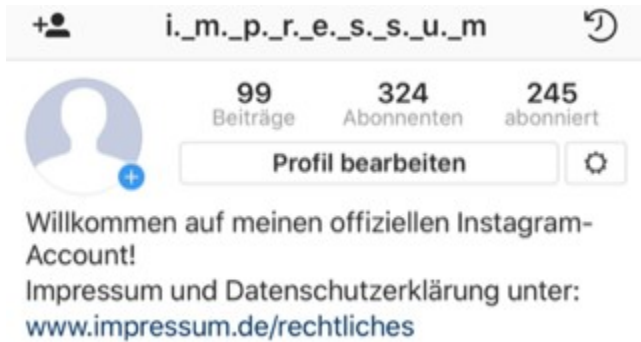 i._m._p._r._e._s._s._u._m
99 324 245
Beiträge Abonnenten abonniert
Profil bearbeiten
Willkommen auf meinen offiziellen Instagram-
Account!
Impressum und Datenschutzerklärung unter:
www.impressum.de/rechtliches